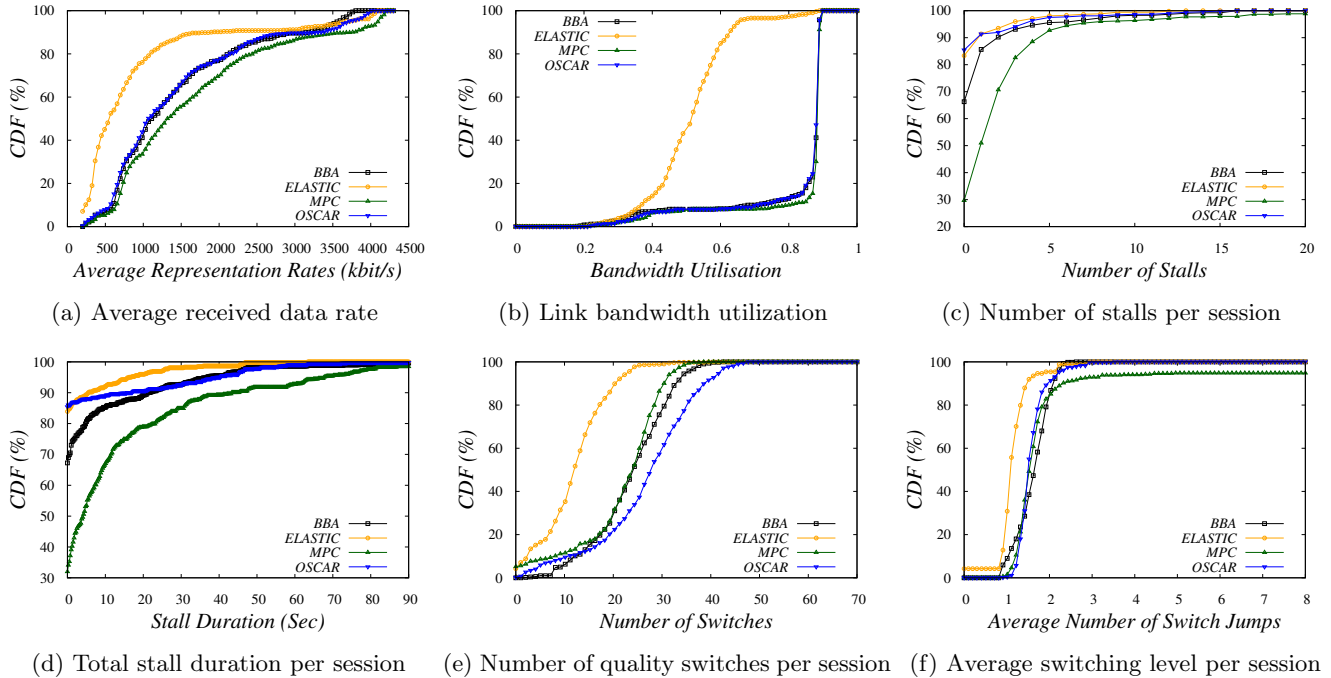 CDF (%)
100
80
60
40
20
0
0 500 1000 1500 2000 2500 3000 3500 4000 4500
Average Representation Rates (kbit/s)
BBA
ELASTIC
MPC
OSCAR
(a) Average received data rate
CDF (%)
100
80
60
40
20
0
0 0.2 0.4 0.6 0.8 1
Bandwidth Utilisation
BBA
ELASTIC
MPC
OSCAR
(b) Link bandwidth utilization
CDF (%)
100
90
80
70
60
50
40
30
20
0 5 10 15 20
Number of Stalls
BBA
ELASTIC
MPC
OSCAR
(c) Number of stalls per session
CDF (%)
100
90
80
70
60
50
40
30
0 10 20 30 40 50 60 70 80 90
Stall Duration (Sec)
BBA
ELASTIC
MPC
OSCAR
(d) Total stall duration per session
CDF (%)
100
80
60
40
20
0
0 10 20 30 40 50 60 70
Number of Switches
BBA
ELASTIC
MPC
OSCAR
(e) Number of quality switches per session
CDF (%)
100
80
60
40
20
0
0 1 2 3 4 5 6 7 8
Average Number of Switch Jumps
BBA
ELASTIC
MPC
OSCAR
(f) Average switching level per session